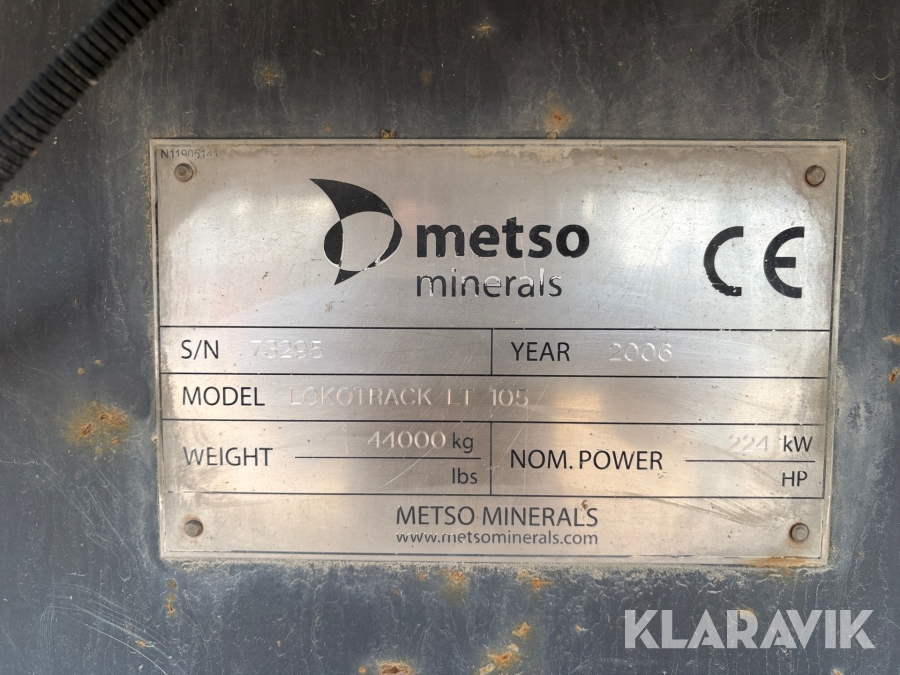 N11905141
metso
minerals
CE
S/N 73295 YEAR 2006
MODEL LOKOTRACK LT 105
WEIGHT 44000 kg
lbs
NOM. POWER 224 kW
HP
METSO MINERALS
www.metsominerals.com
KLARAVIK